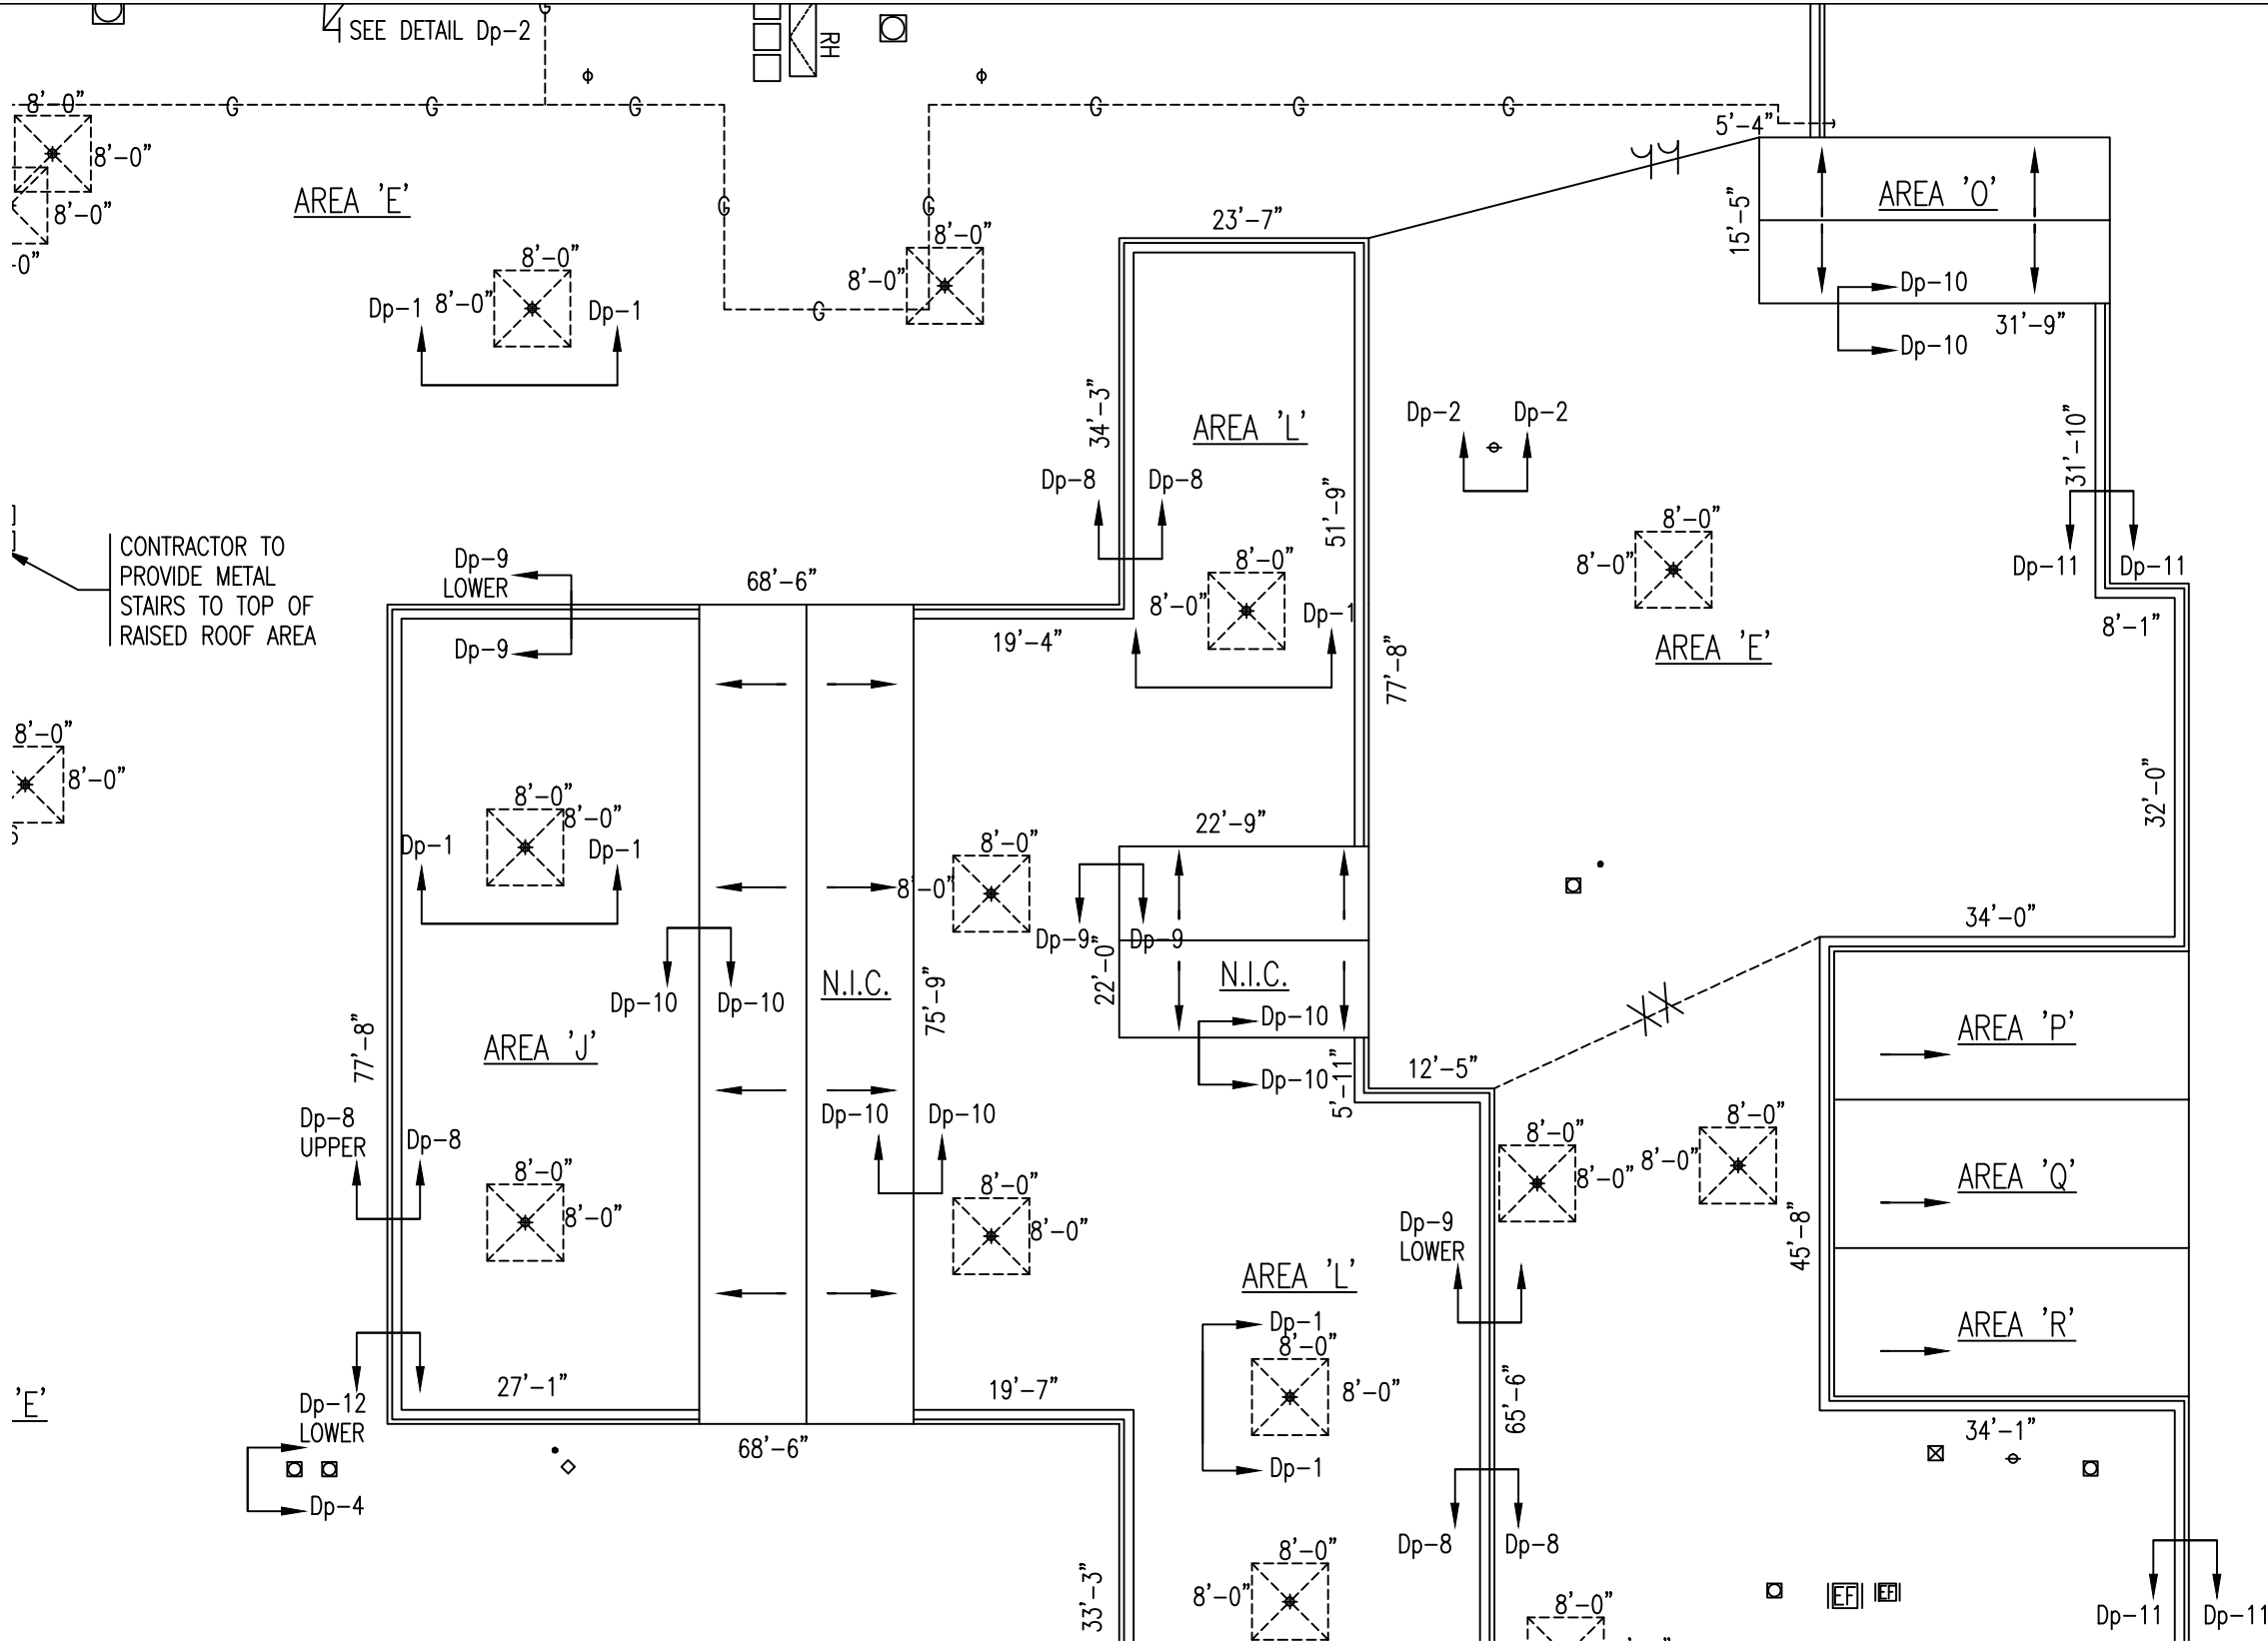 SEE DETAIL Dp-2
RH
G
G
G
G
G
G
G
8'-0"
8'-0"
8'-0"
-0"
AREA 'E'
G
G
G
5'-4"
15'-5"
AREA 'O'
Dp-10
Dp-10
31'-9"
8'-0"
8'-0"
Dp-1
Dp-1
8'-0"
8'-0"
23'-7"
34'-3"
AREA 'L'
Dp-8
Dp-8
51'-9"
Dp-2
Dp-2
31'-10"
Dp-11
Dp-11
8'-1"
CONTRACTOR TO
PROVIDE METAL
STAIRS TO TOP OF
RAISED ROOF AREA
Dp-9
LOWER
Dp-9
68'-6"
19'-4"
8'-0"
8'-0"
Dp-1
77'-8"
8'-0"
8'-0"
AREA 'E'
8'-0"
8'-0"
8'-0"
8'-0"
Dp-1
Dp-1
8'-0"
8'-0"
22'-9"
Dp-9
Dp-9
22'-0"
N.I.C.
Dp-10
Dp-10
5'-11"
32'-0"
34'-0"
Dp-10
Dp-10
N.I.C.
75'-9"
77'-8"
AREA 'J'
12'-5"
AREA 'P'
Dp-8
UPPER
Dp-8
Dp-10
Dp-10
8'-0"
8'-0"
8'-0"
8'-0"
8'-0"
8'-0"
8'-0"
8'-0"
AREA 'Q'
45'-8"
Dp-9
LOWER
AREA 'L'
Dp-1
8'-0"
8'-0"
Dp-1
65'-6"
AREA 'R'
34'-1"
'E'
27'-1"
19'-7"
Dp-12
LOWER
68'-6"
Dp-4
Dp-8
Dp-8
8'-0"
8'-0"
33'-3"
8'-0"
EF
EF
Dp-11
Dp-11